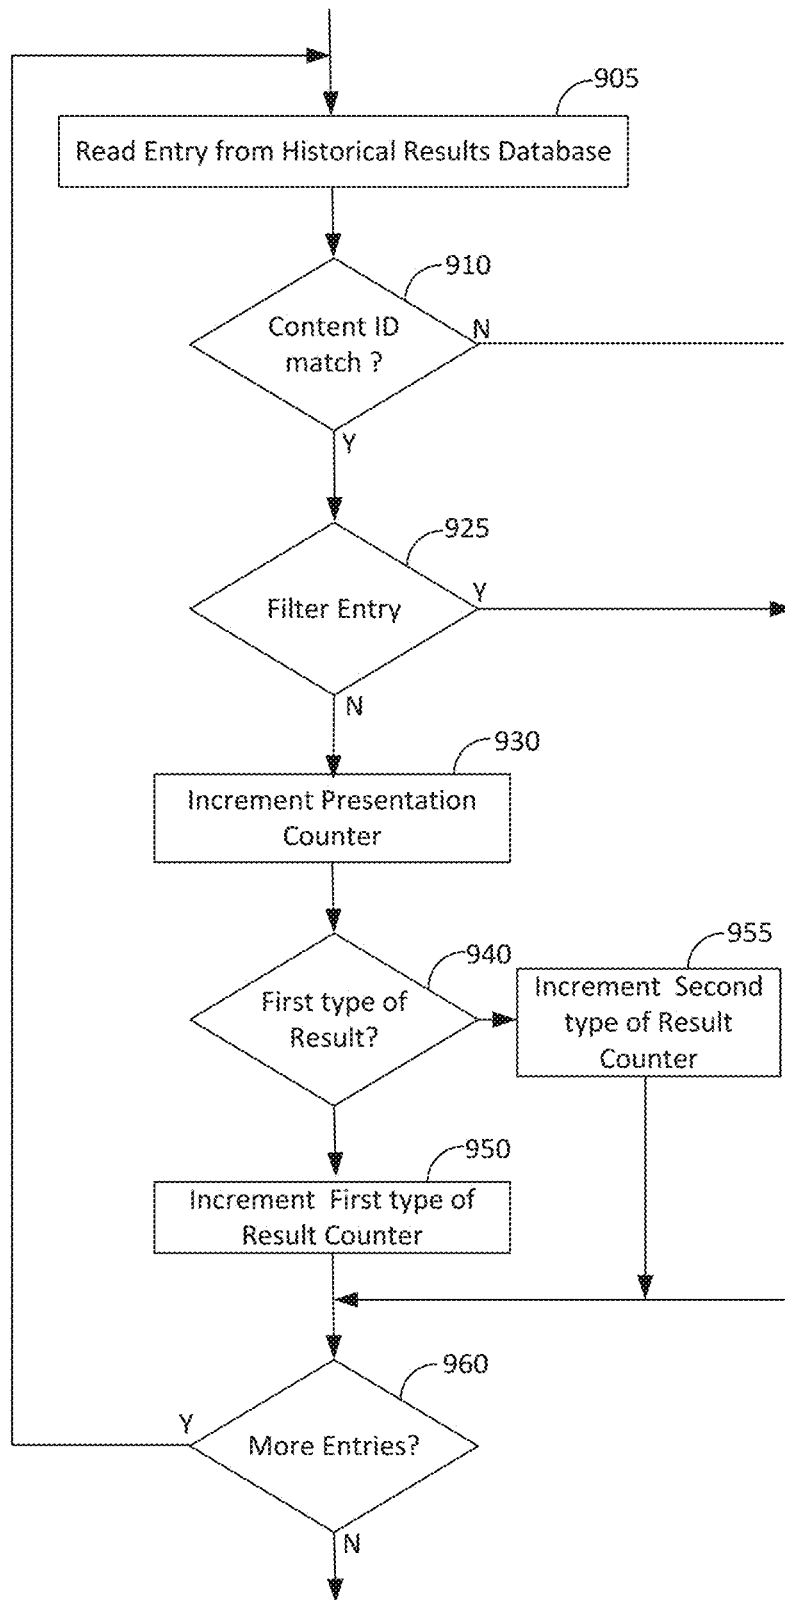 905
Read Entry from Historical Results Database
910
Content ID
match ?
N
Y
925
Filter Entry
Y
N
930
Increment Presentation
Counter
940
First type of
Result?
955
Increment Second
type of Result
Counter
950
Increment First type of
Result Counter
960
Y
More Entries?
N